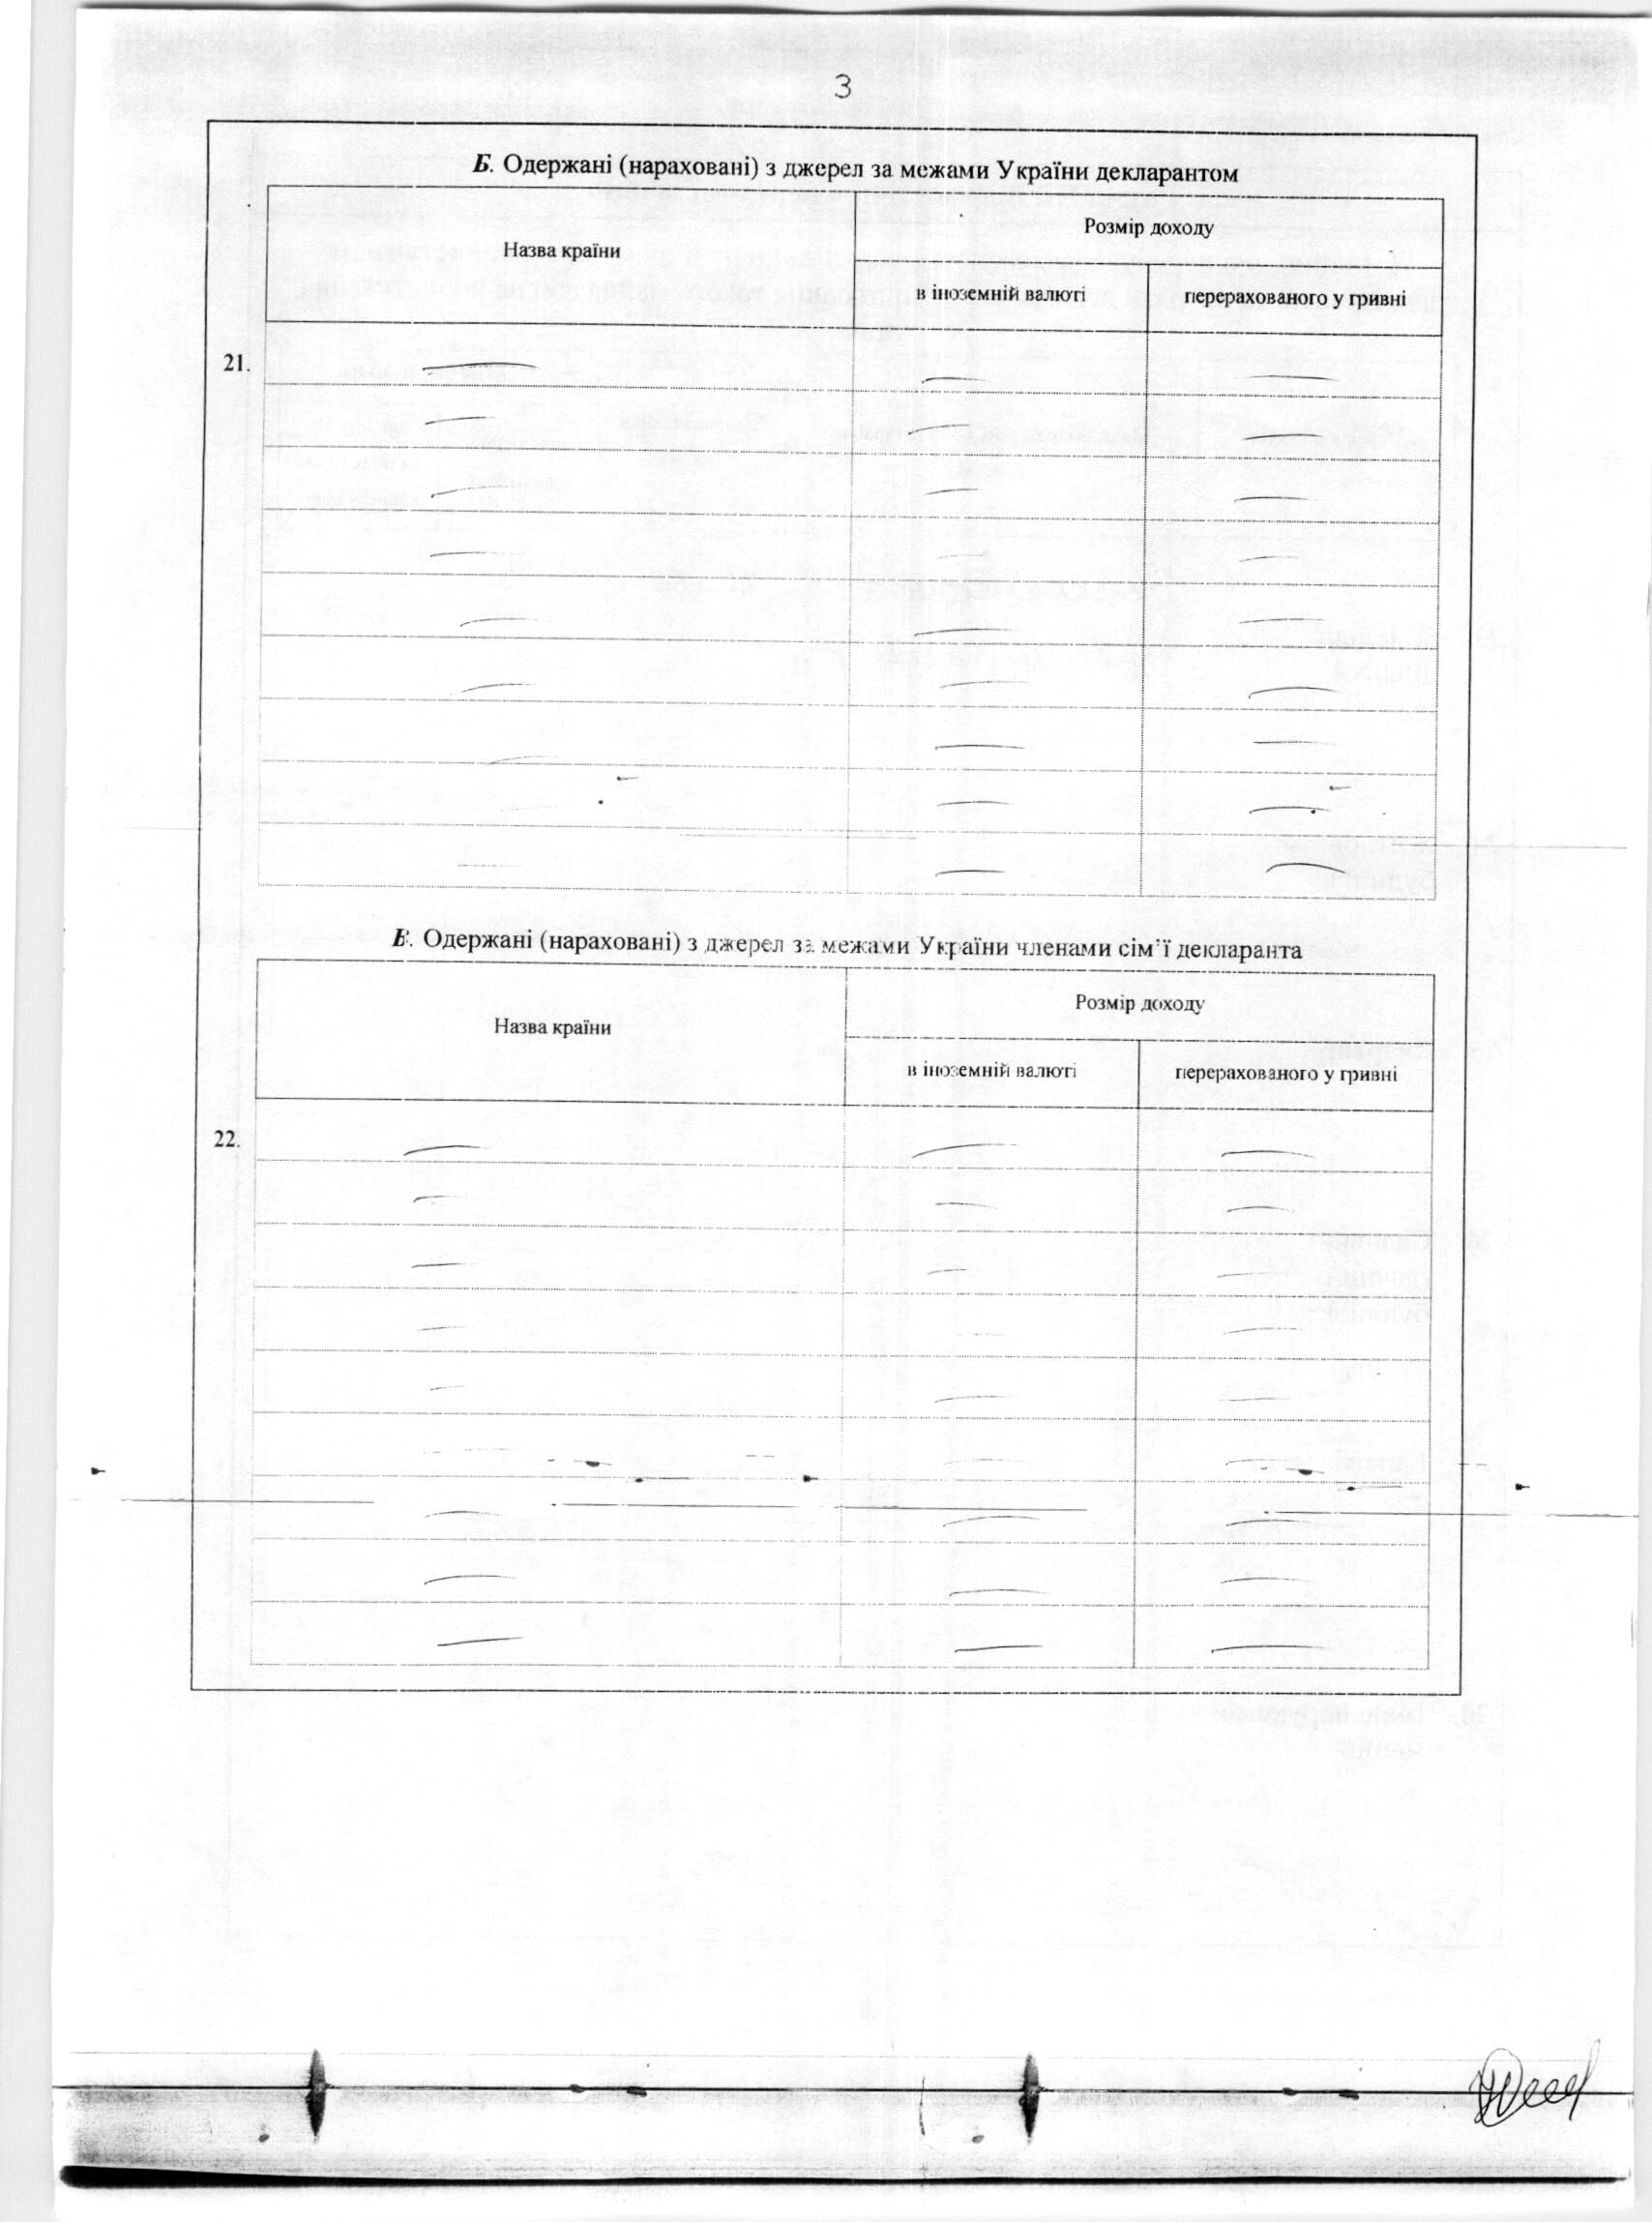 3
Б. Одержані (нараховані) з джерел за межами України декларантом
Назва країни
Розмір доходу
в іноземній валюті
перерахованого у гривні
21.
— — —
— — —
— — —
— — —
— — —
— — —
— — —
— — —
— — —
В. Одержані (нараховані) з джерел за межами України членами сім'ї декларанта
Назва країни
Розмір доходу
в іноземній валюті
перерахованого у гривні
22.
— — —
— — —
— — —
— — —
— — —
— — —
— — —
— — —
— — —